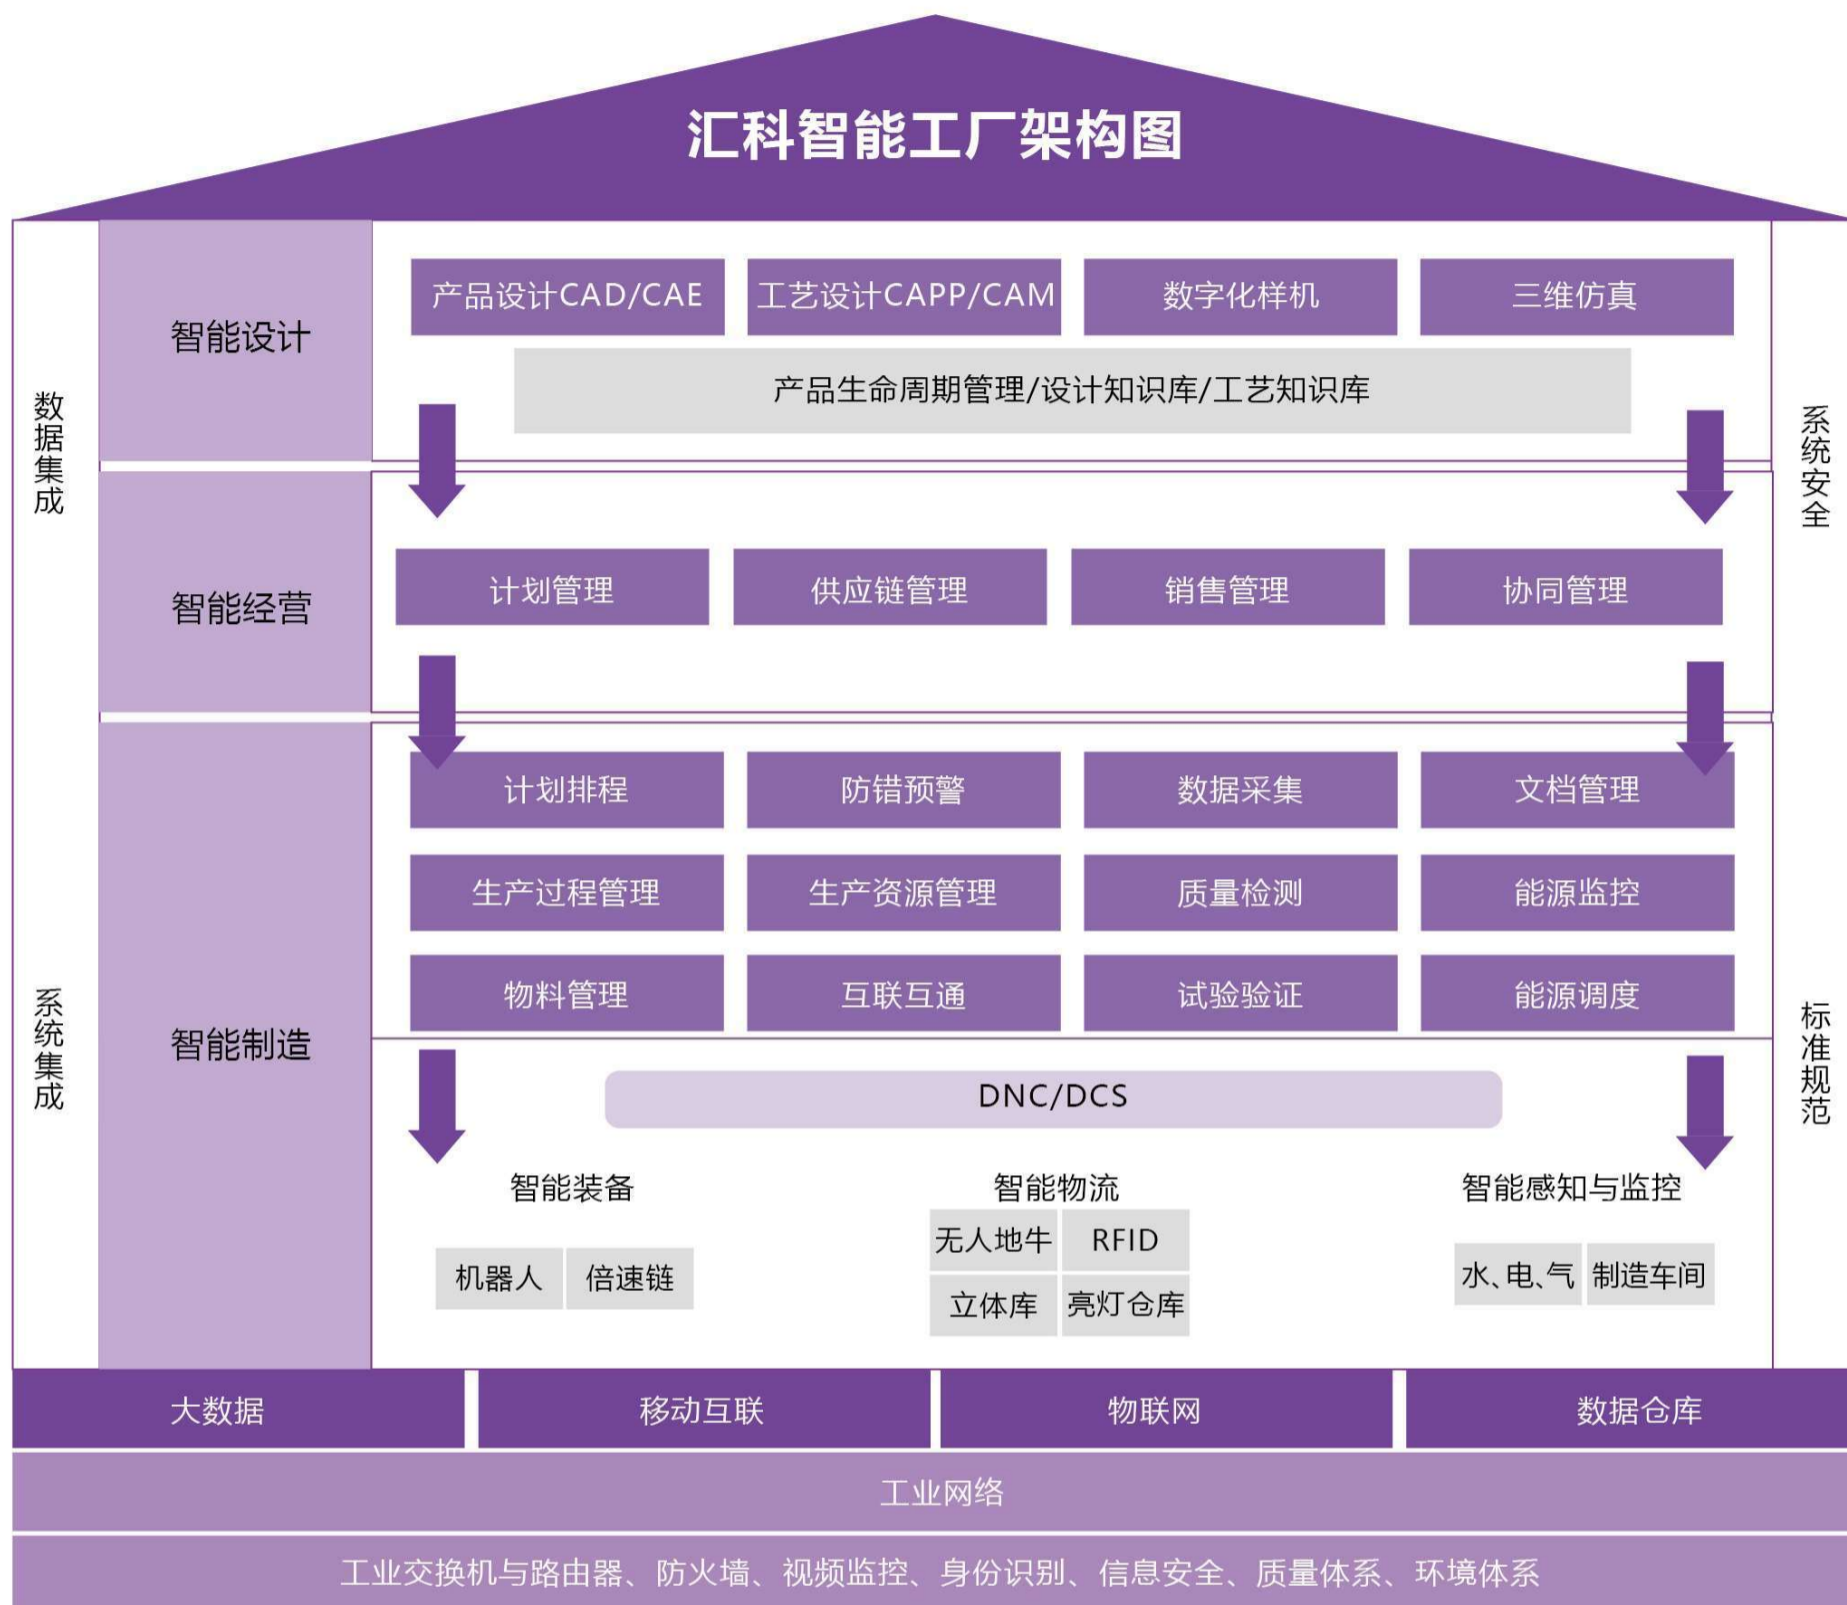 汇科智能工厂架构图
数据集成
系统集成
智能设计
产品设计CAD/CAE
工艺设计CAPP/CAM
数字化样机
三维仿真
产品生命周期管理/设计知识库/工艺知识库
智能经营
计划管理
供应链管理
销售管理
协同管理
智能制造
计划排程
防错预警
数据采集
文档管理
生产过程管理
生产资源管理
质量检测
能源监控
物料管理
互联互通
试验验证
能源调度
DNC/DCS
智能装备
机器人
倍速链
智能物流
无人地牛
RFID
立体库
亮灯仓库
智能感知与监控
水、电、气
制造车间
系统安全
标准规范
大数据
移动互联
物联网
数据仓库
工业网络
工业交换机与路由器、防火墙、视频监控、身份识别、信息安全、质量体系、环境体系